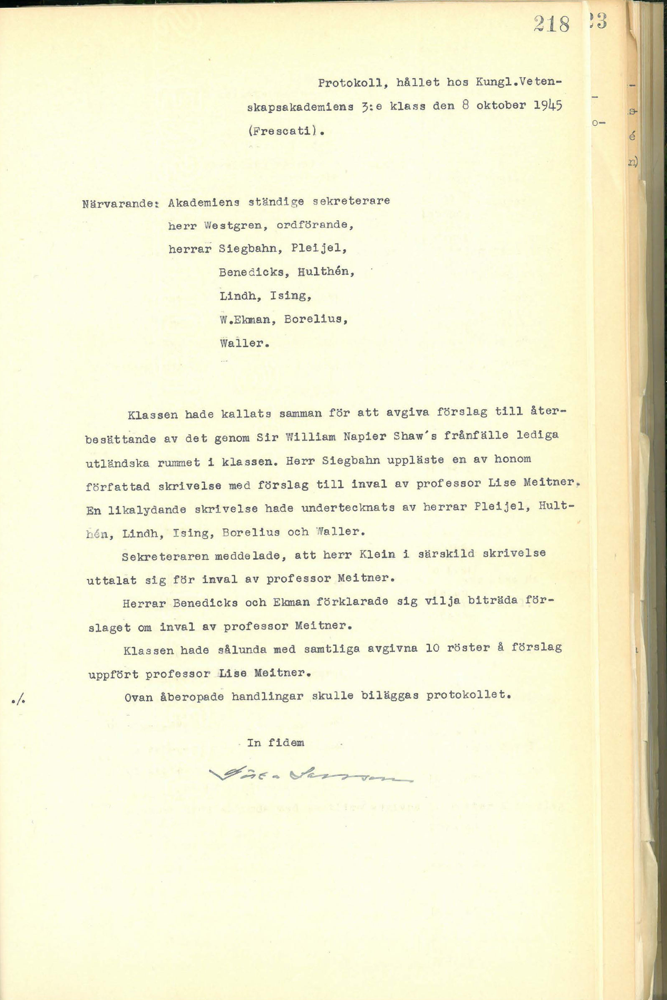 218 23
Protokoll, hållet hos Kungl.Veten-
skapsakademiens 3:e klass den 8 oktober 1945
(Frescati).
Närvarande: Akademiens ständige sekreterare
herr Westgren, ordförande,
herrar Siegbahn, Pleijel,
Benedicks, Hulthén,
Lindh, Ising,
W.Ekman, Borelius,
Waller.
Klassen hade kallats samman för att avgiva förslag till åter-
besättande av det genom Sir William Napier Shaw's frånfälle lediga
utländska rummet i klassen. Herr Siegbahn uppläste en av honom
författad skrivelse med förslag till inval av professor Lise Meitner.
En likalydande skrivelse hade undertecknats av herrar Pleijel, Hult-
hén, Lindh, Ising, Borelius och Waller.
Sekreteraren meddelade, att herr Klein i särskild skrivelse
uttalat sig för inval av professor Meitner.
Herrar Benedicks och Ekman förklarade sig vilja biträda för-
slaget om inval av professor Meitner.
Klassen hade sålunda med samtliga avgivna 10 röster å förslag
uppfört professor Lise Meitner.
./. Ovan åberopade handlingar skulle biläggas protokollet.
In fidem